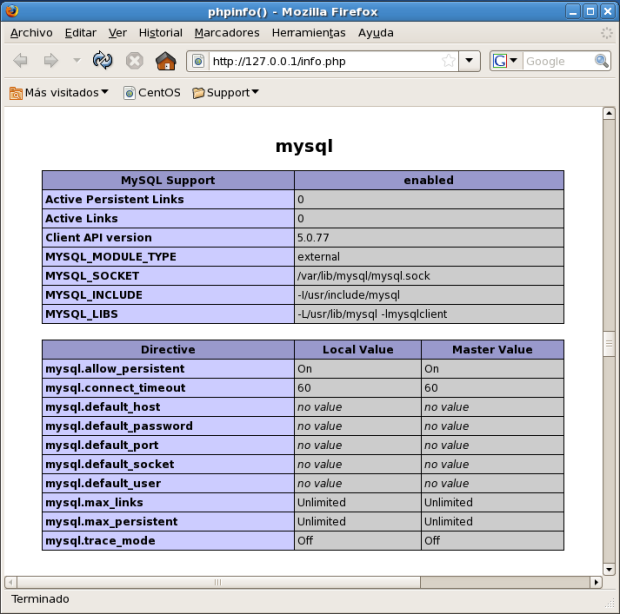 phpinfo() - Mozilla Firefox
Archivo Editar Ver Historial Marcadores Herramientas Ayuda
http://127.0.0.1/info.php G Google
Más visitados CentOS Support
mysql
MySQL Support enabled
Active Persistent Links 0
Active Links 0
Client API version 5.0.77
MYSQL_MODULE_TYPE external
MYSQL_SOCKET /var/lib/mysql/mysql.sock
MYSQL_INCLUDE -I/usr/include/mysql
MYSQL_LIBS -L/usr/lib/mysql -lmysqlclient
Directive Local Value Master Value
mysql.allow_persistent On On
mysql.connect_timeout 60 60
mysql.default_host no value no value
mysql.default_password no value no value
mysql.default_port no value no value
mysql.default_socket no value no value
mysql.default_user no value no value
mysql.max_links Unlimited Unlimited
mysql.max_persistent Unlimited Unlimited
mysql.trace_mode Off Off
Terminado